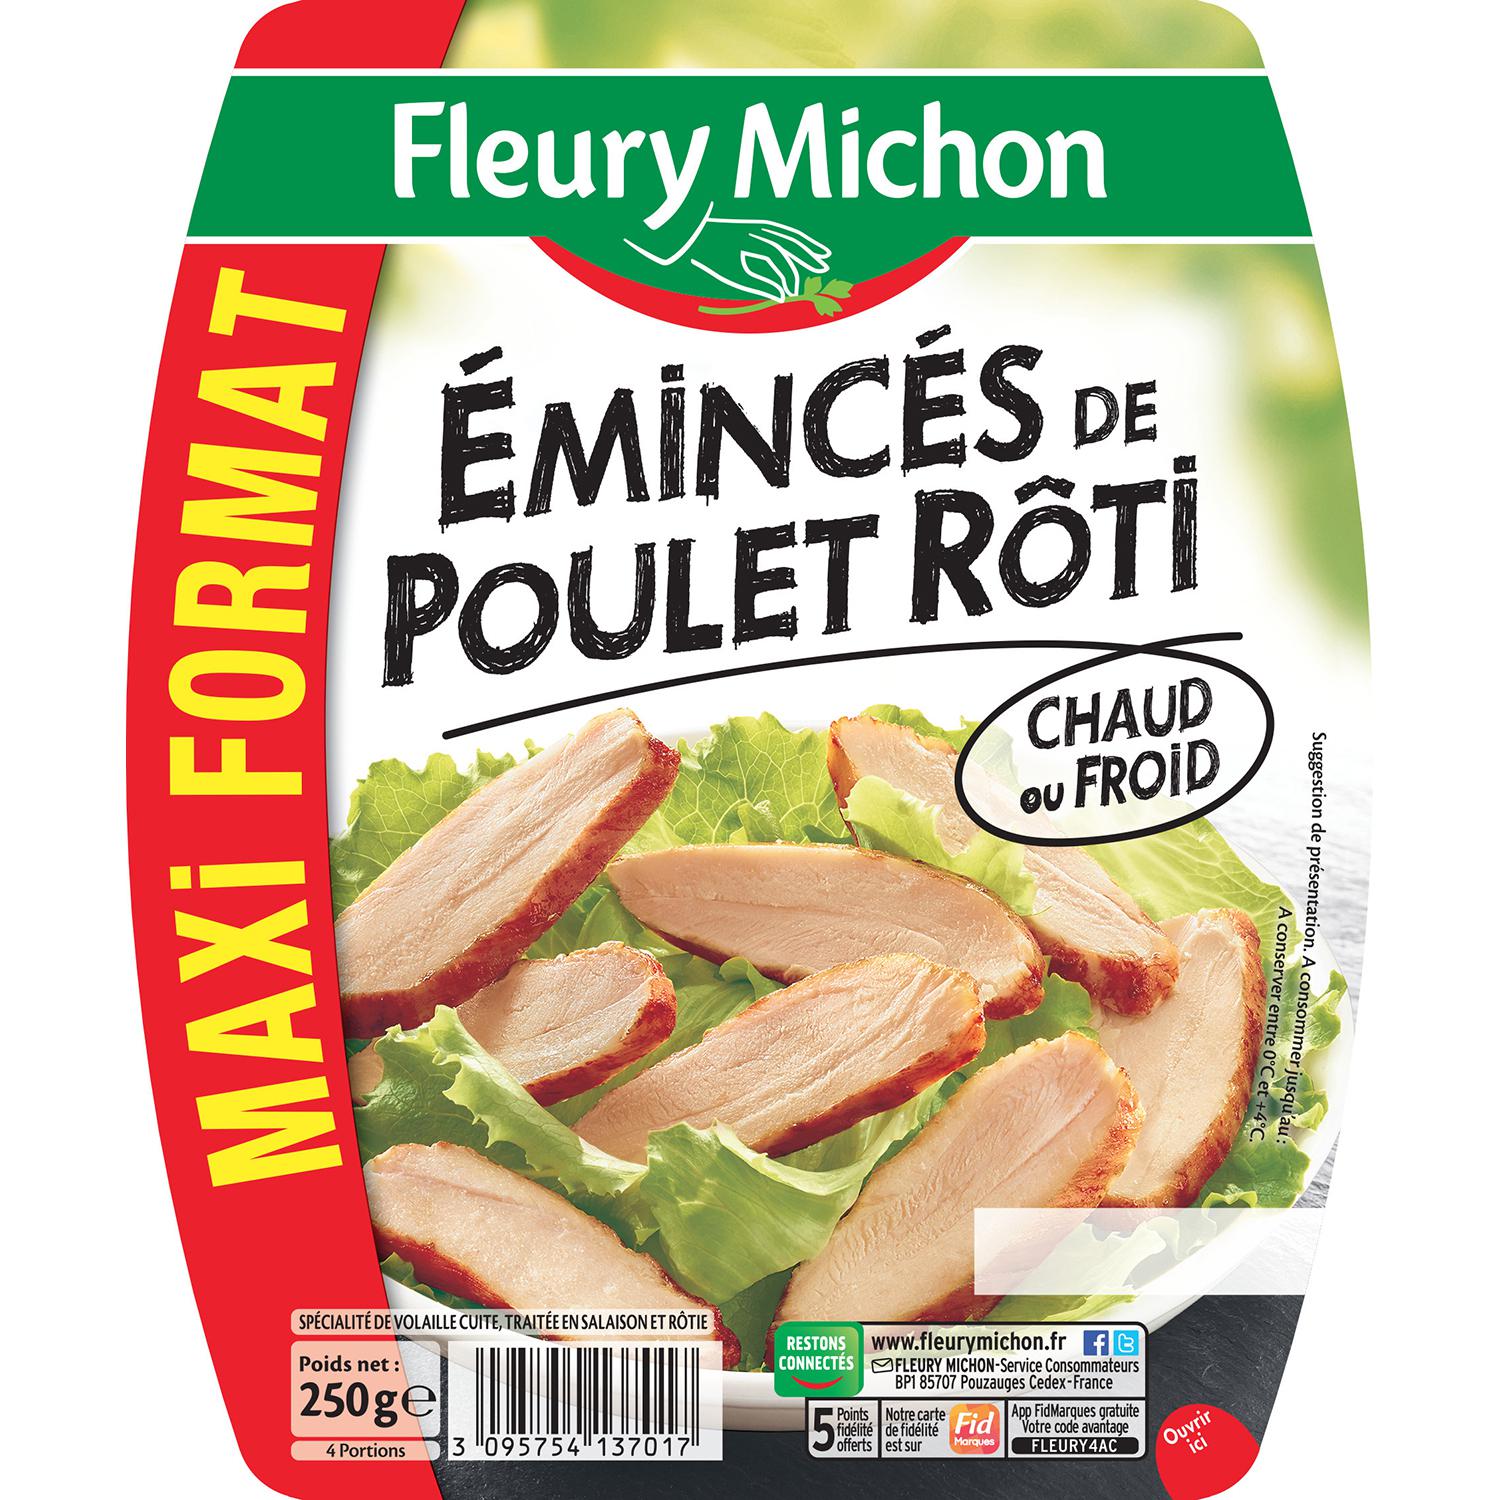 Fleury Michon
MAXi FORMAT
ÉMiNCÉS DE
POULET RÔTi
CHAUD
OU FROiD
Suggestion de présentation. A consommer jusqu'au :
A conserver entre 0°C et +4°C.
SPÉCIALITÉ DE VOLAILLE CUITE, TRAITÉE EN SALAISON ET RÔTIE
Poids net :
250 g e
4 Portions
3 095754 137017
RESTONS
CONNECTÉS
www.fleurymichon.fr
FLEURY MICHON-Service Consommateurs
BP1 85707 Pouzauges Cedex-France
5 Points
fidélité
offerts
Notre carte
de fidélité
est sur
Fid
Marques
App FidMarques gratuite
Votre code avantage
FLEURY4AC
Ouvrir
ici